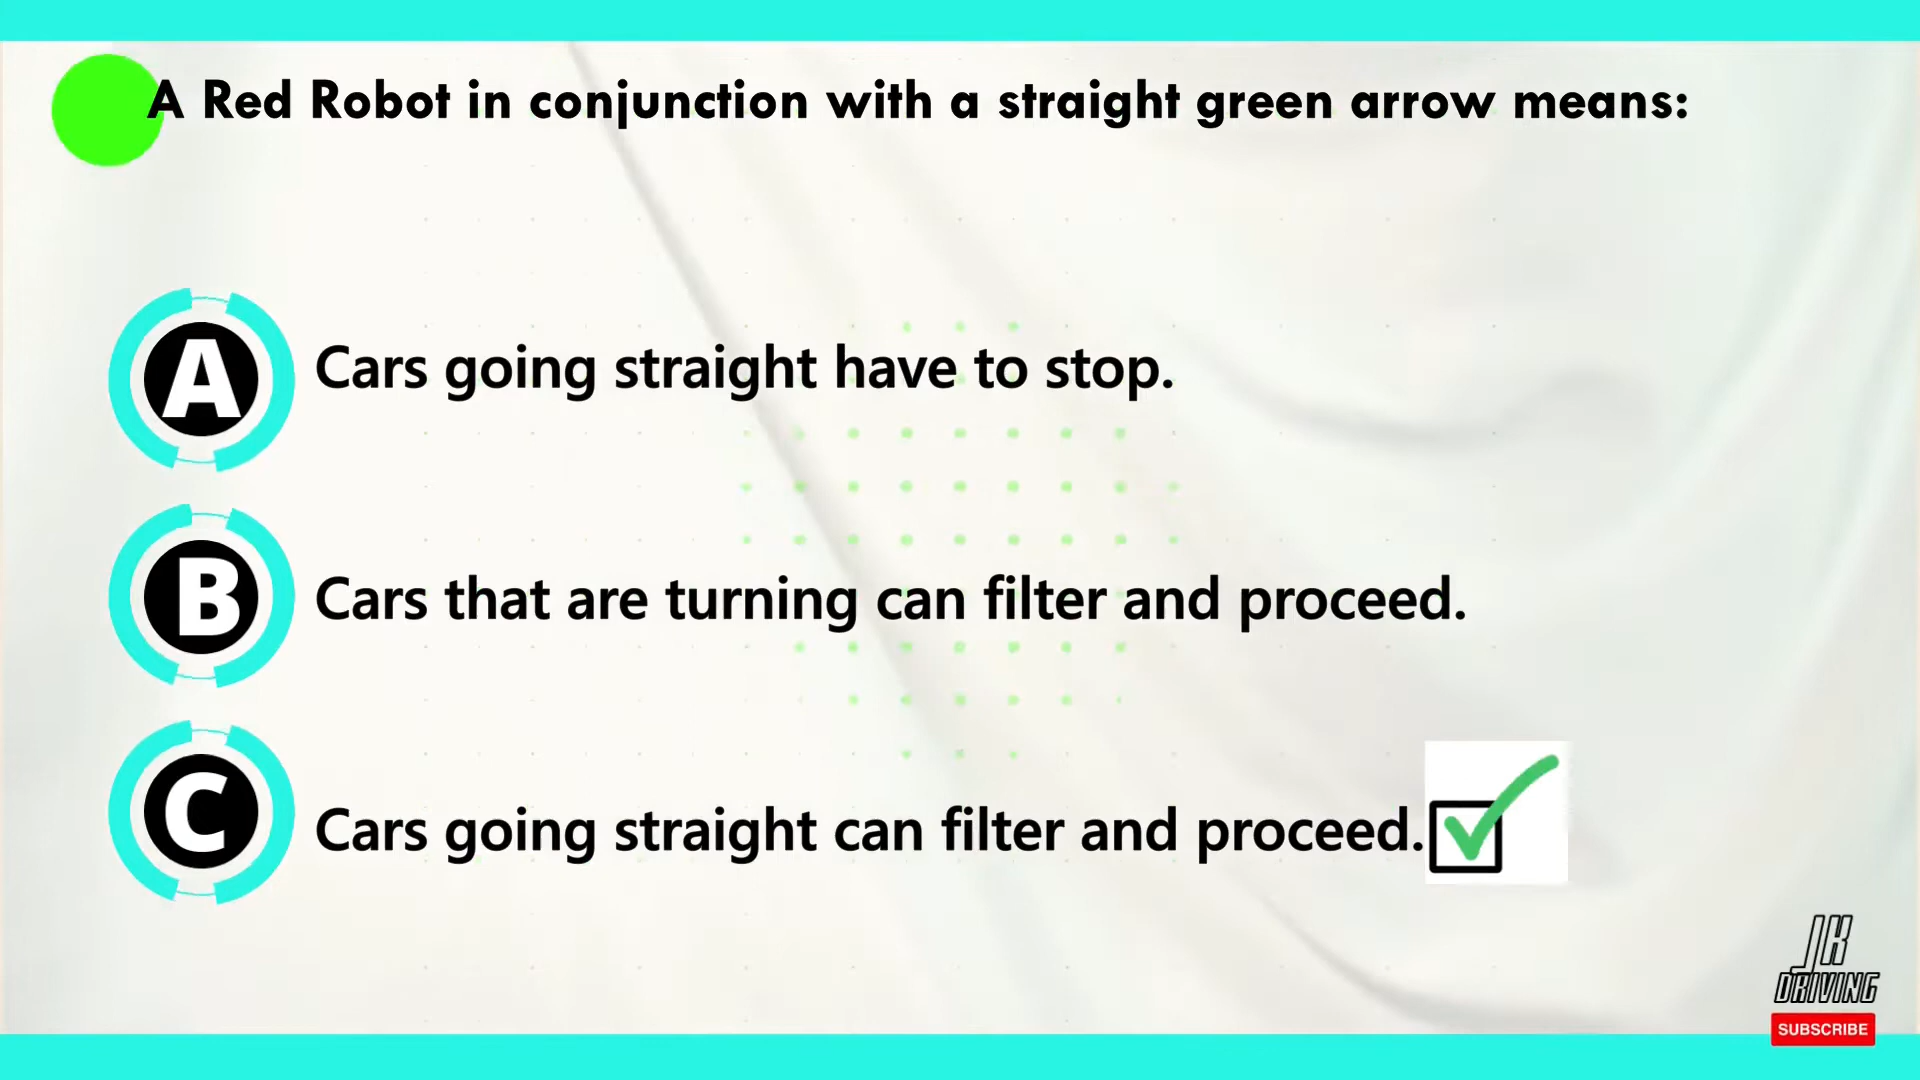 A Red Robot in conjunction with a straight green arrow means:
A
Cars going straight have to stop.
B
Cars that are turning can filter and proceed.
C
Cars going straight can filter and proceed.
JK
DRIVING
SUBSCRIBE